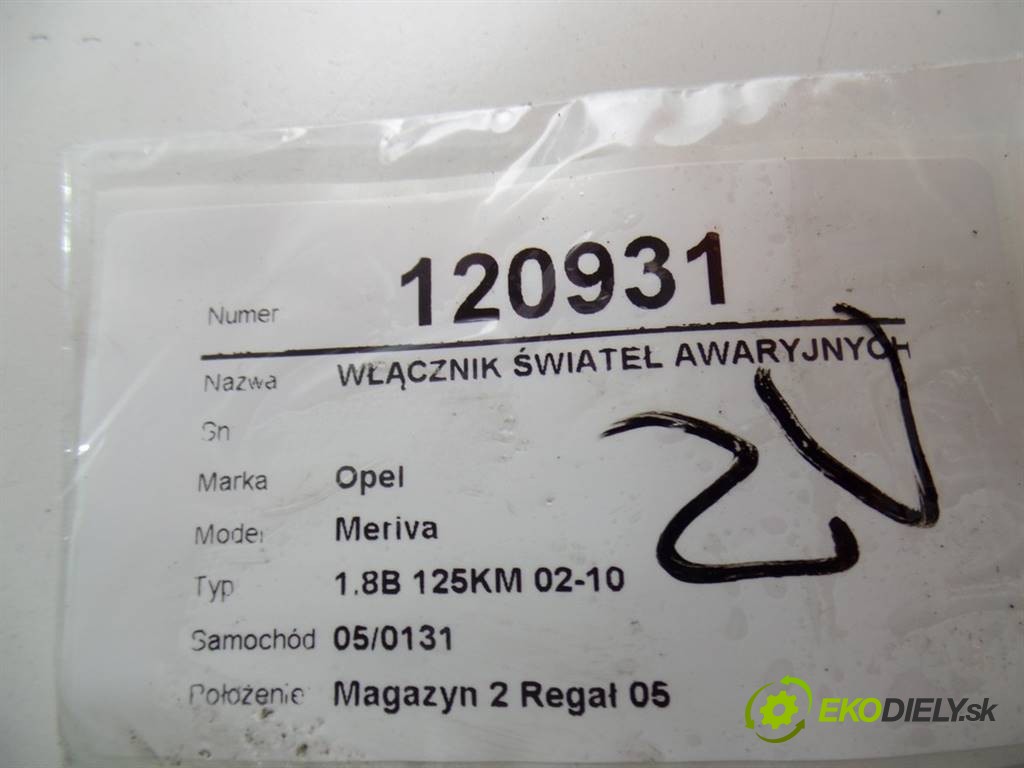 Numer 120931
Nazwa WŁĄCZNIK ŚWIATEŁ AWARYJNYCH
Sn
Marka Opel
Model Meriva
Typ 1.8B 125KM 02-10
Samochód 05/0131
Położenie Magazyn 2 Regał 05
EKODIELY.sk